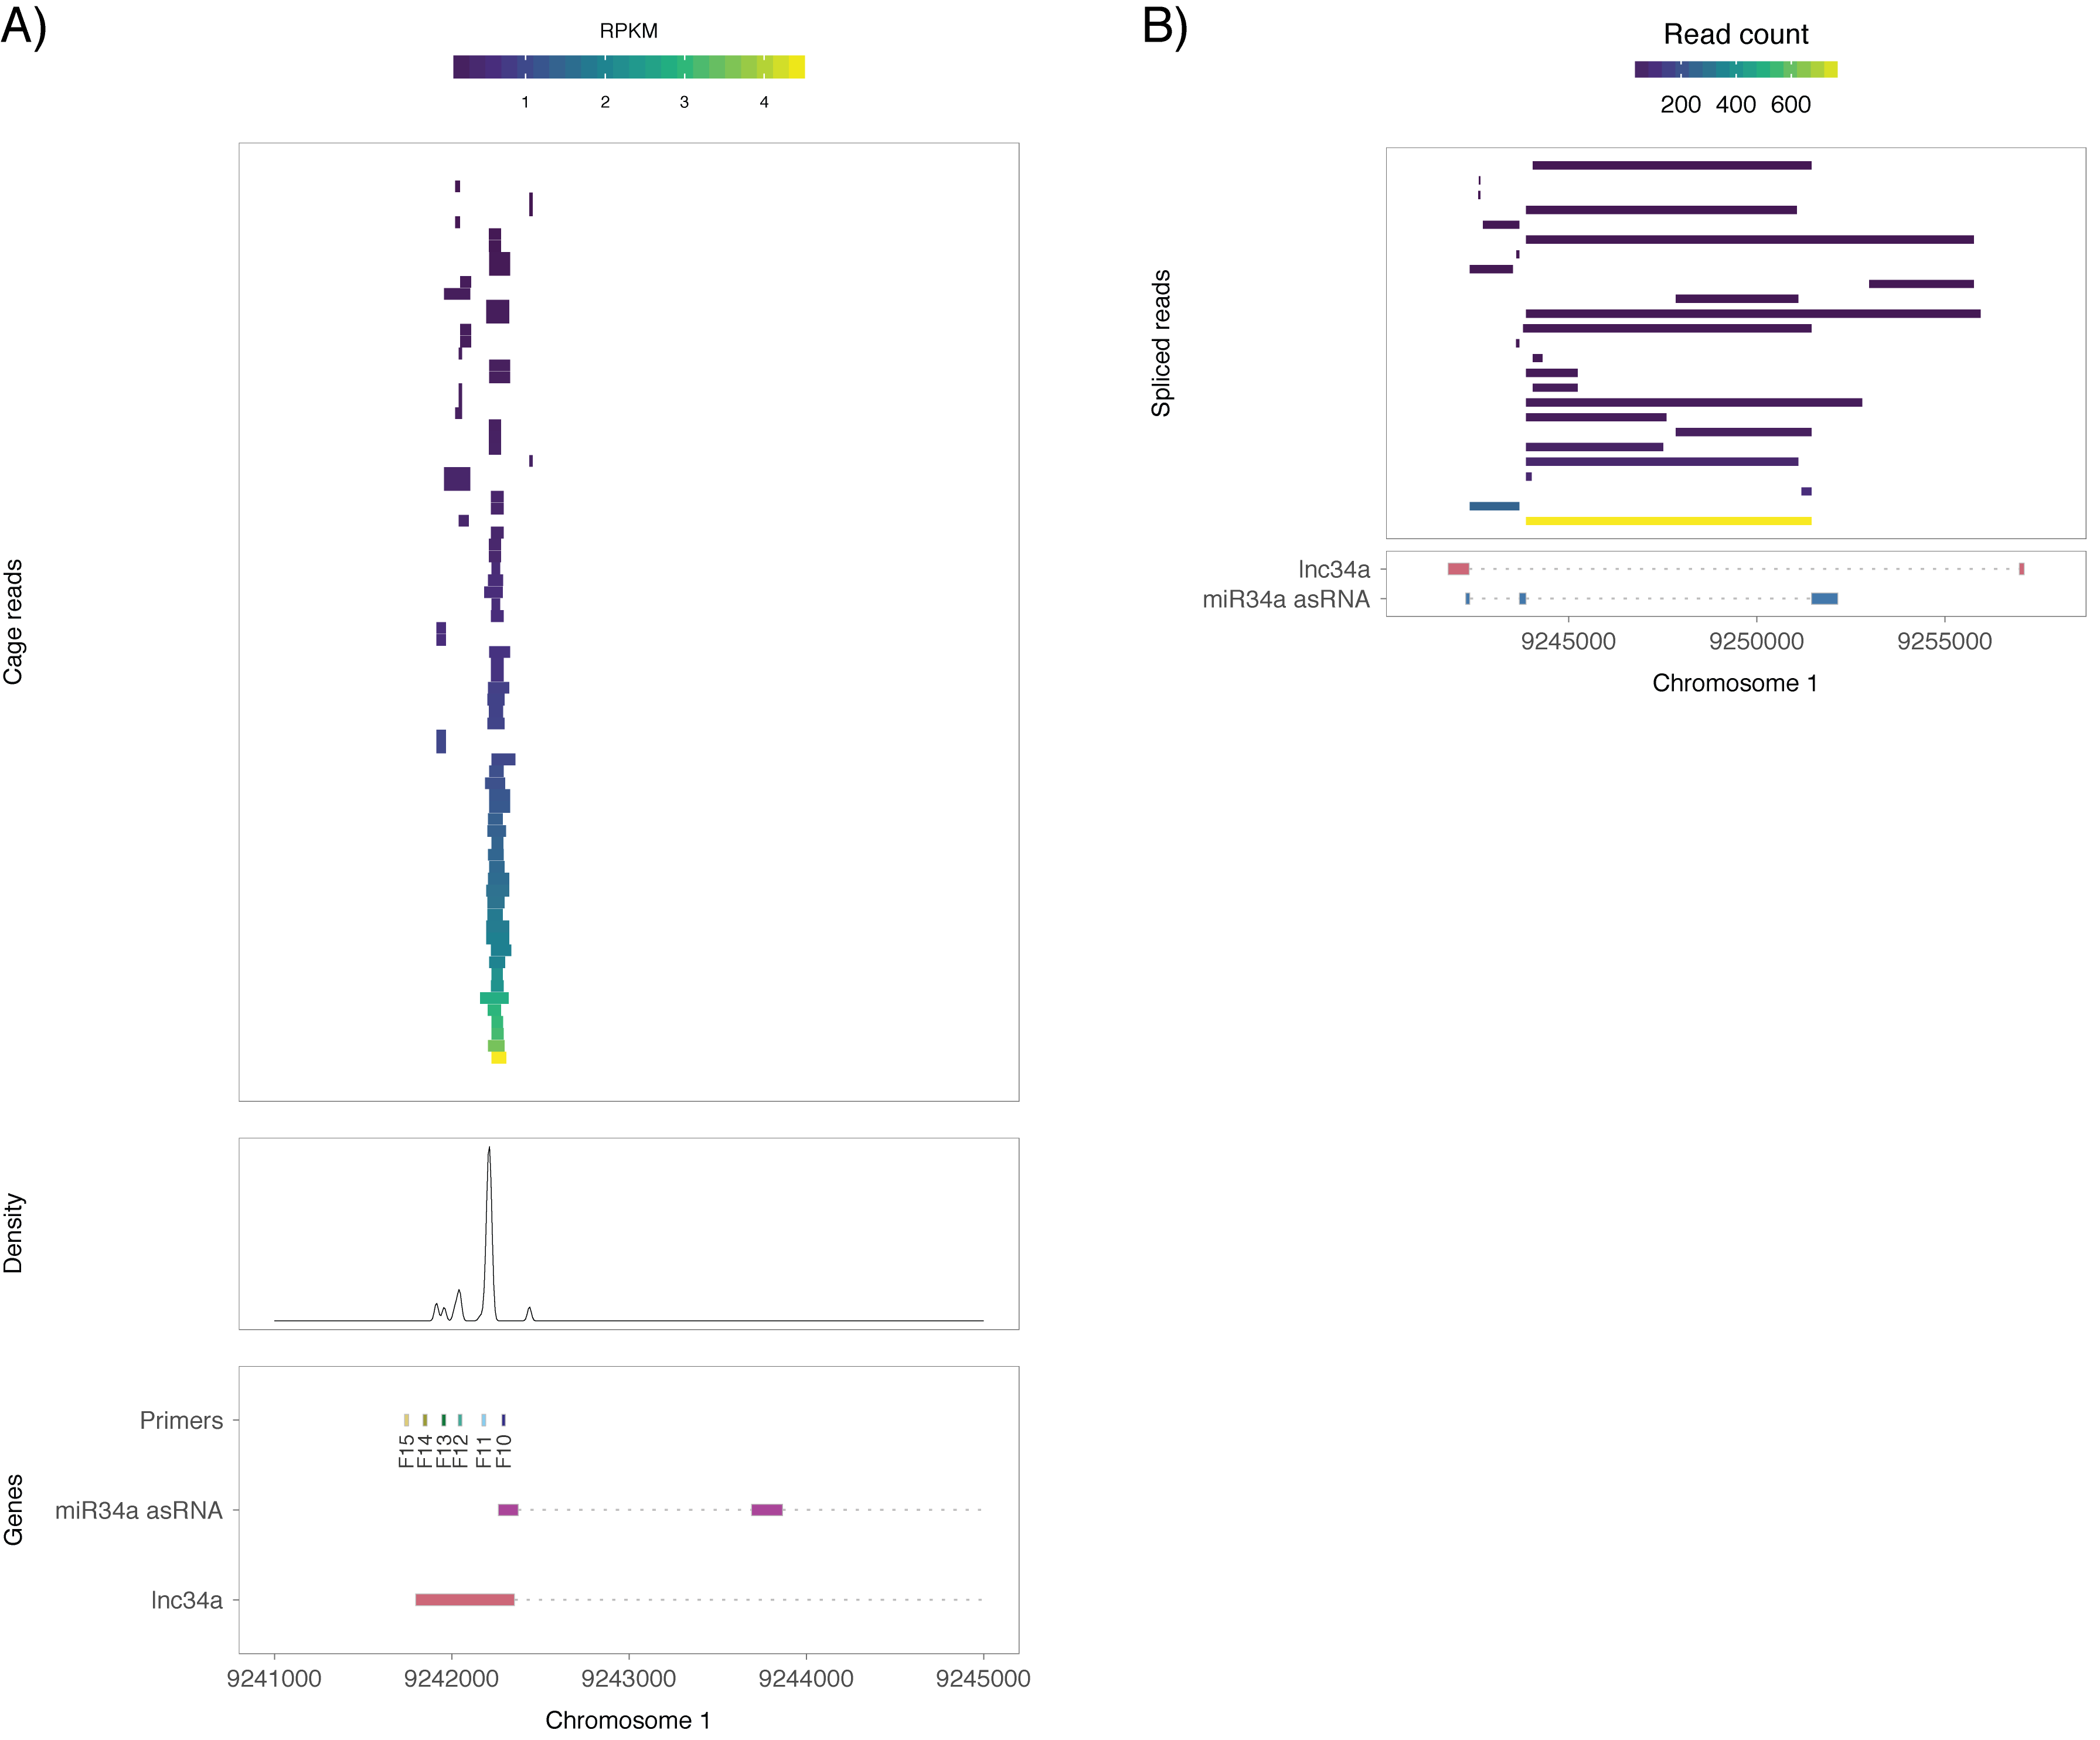 A)
RPKM
1 2 3 4
Cage reads
Density
Genes
Primers
F15 F14 F13 F12 F11 F10
miR34a asRNA
lnc34a
9241000 9242000 9243000 9244000 9245000
Chromosome 1
B)
Read count
200 400 600
Spliced reads
lnc34a
miR34a asRNA
9245000 9250000 9255000
Chromosome 1